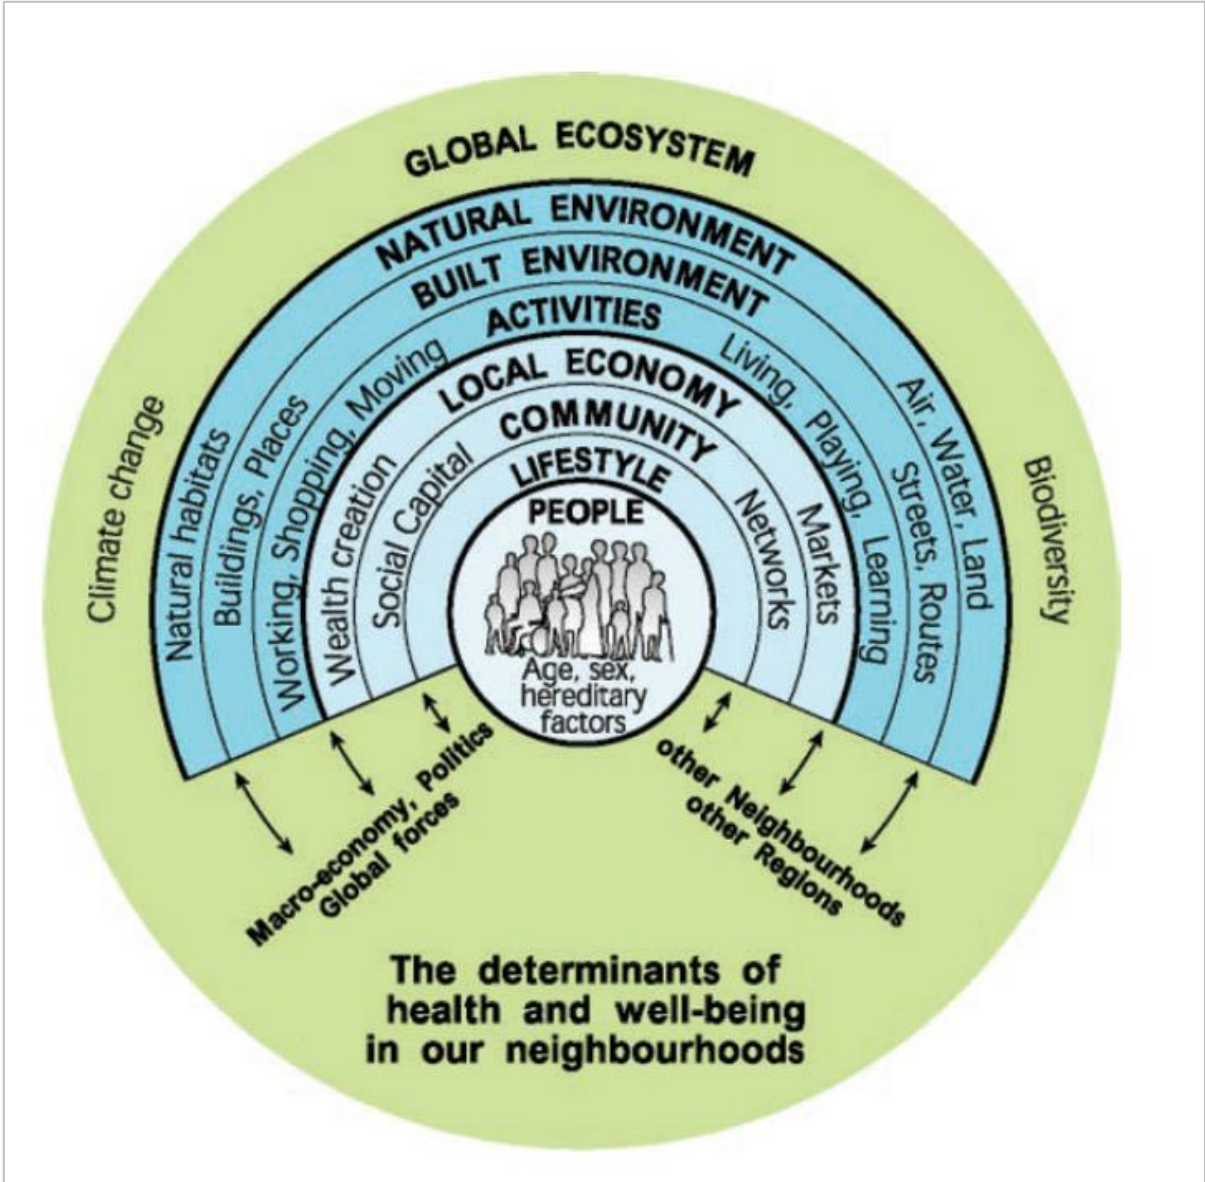 GLOBAL ECOSYSTEM
NATURAL ENVIRONMENT
BUILT ENVIRONMENT
ACTIVITIES
LOCAL ECONOMY
COMMUNITY
LIFESTYLE
PEOPLE
Age, sex,
hereditary
factors
Climate change
Natural habitats
Buildings, Places
Working, Shopping, Moving
Wealth creation
Social Capital
Living, Playing, Learning
Networks
Markets
Streets, Routes
Air, Water, Land
Biodiversity
Macro-economy, Politics
Global forces
other Neighbourhoods
other Regions
The determinants of
health and well-being
in our neighbourhoods